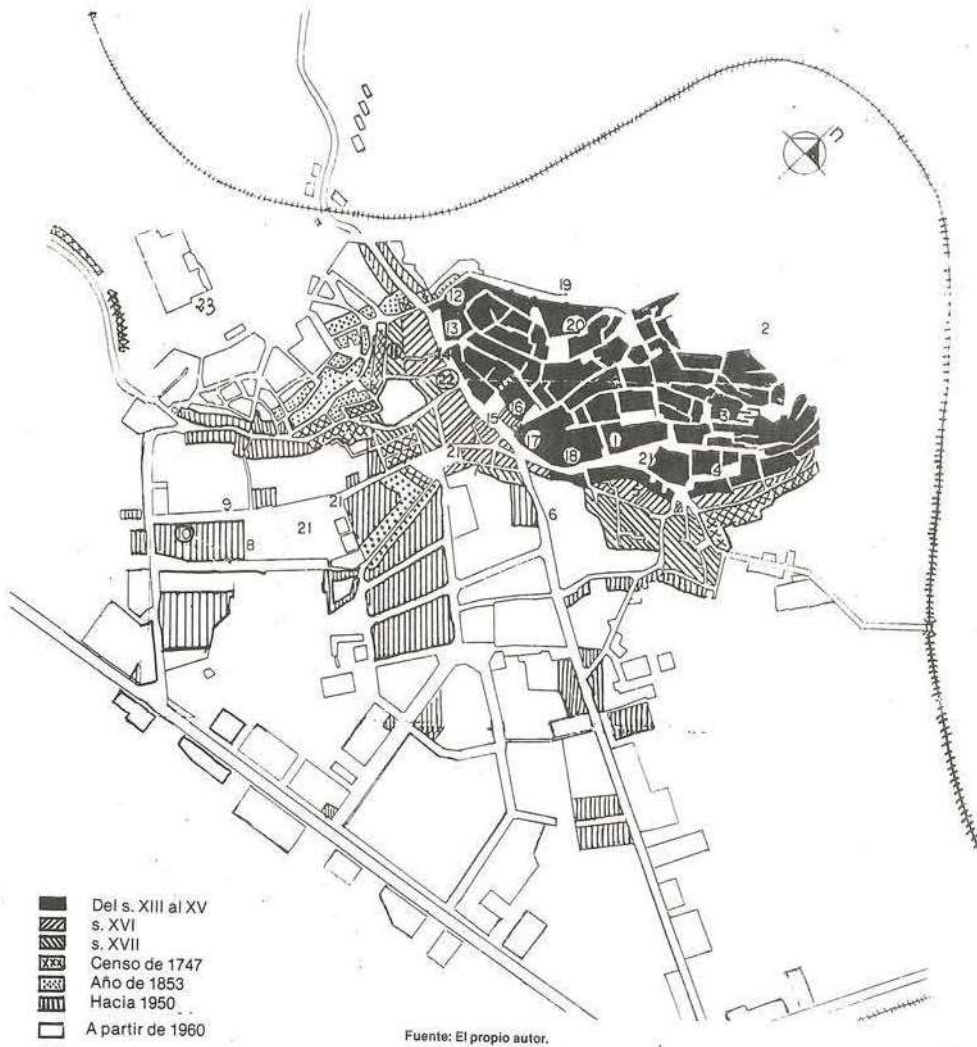 n
19
12
20
2
23
13
22
16
3
15
17
1
18
21
4
21
9
21
21
6
8
Del s. XIII al XV
s. XVI
s. XVII
Censo de 1747
Año de 1853
Hacia 1950
A partir de 1960
Fuente: El propio autor.